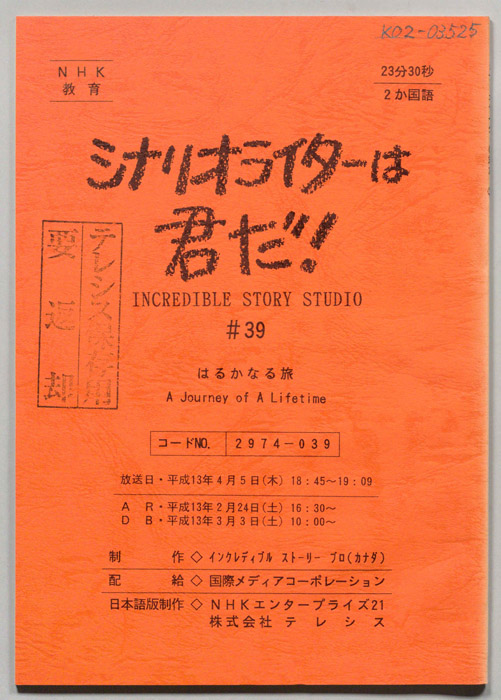 K02-03525
NHK
教育
23分30秒
2か国語
シナリオライターは
君だ!
INCREDIBLE STORY STUDIO
#39
はるかなる旅
A Journey of A Lifetime
テレシス保存用
要返却
コードNO. 2974-039
放送日・平成13年4月5日(木) 18:45~19:09
A R・平成13年2月24日(土) 16:30~
D B・平成13年3月3日(土) 10:00~
制作◇インクレディブル ストーリー プロ(カナダ)
配給◇国際メディアコーポレーション
日本語版制作◇NHKエンタープライズ21
株式会社テレシス